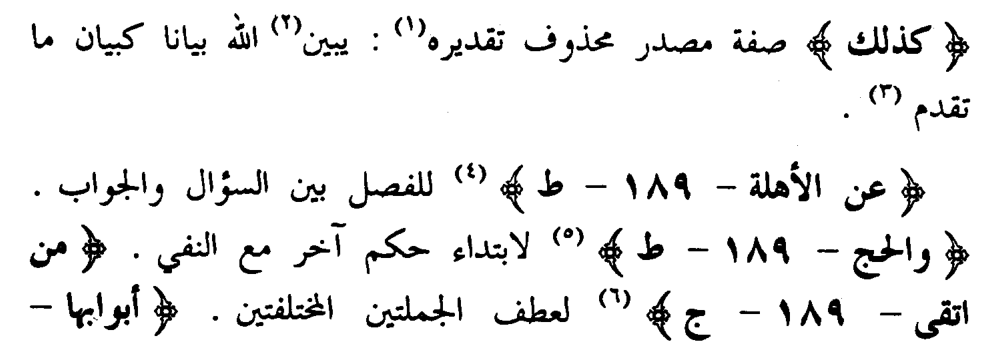 ﴿ كذلك ﴾ صفة مصدر محذوف تقديره(١) : يبين(٢) الله بيانا كبيان ما
تقدم (٣) .
﴿ عن الأهلة – ١٨٩ – ط ﴾ (٤) للفصل بين السؤال والجواب .
﴿ والحج – ١٨٩ – ط ﴾ (٥) لابتداء حكم آخر مع النفي . ﴿ من
اتقى – ١٨٩ – ج ﴾ (٦) لعطف الجملتين المختلفتين . ﴿ أبوابها –